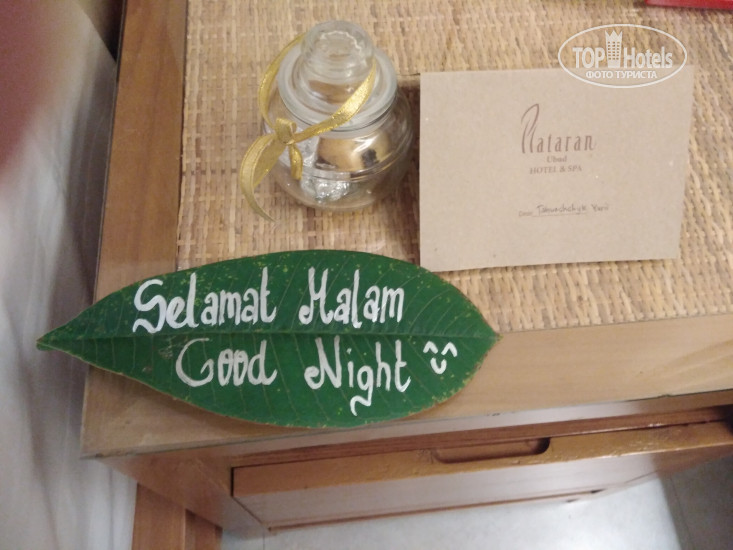 TOP Hotels
ФОТО ТУРИСТА
Plataran
Ubud
HOTEL & SPA
Selamat Malam
Good Night